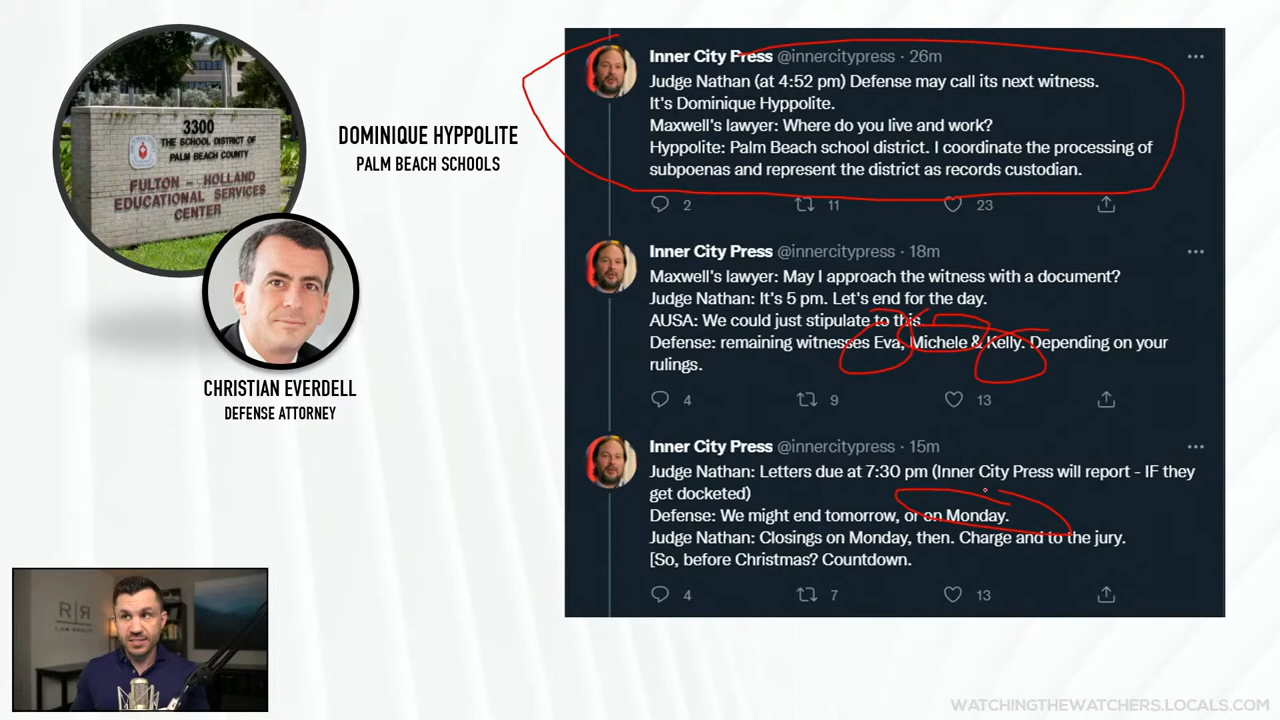 3300
THE SCHOOL DISTRICT OF
PALM BEACH COUNTY
FULTON - HOLLAND
EDUCATIONAL SERVICES
CENTER
DOMINIQUE HYPPOLITE
PALM BEACH SCHOOLS
CHRISTIAN EVERDELL
DEFENSE ATTORNEY
Inner City Press @innercitypress · 26m
Judge Nathan (at 4:52 pm) Defense may call its next witness.
It's Dominique Hyppolite.
Maxwell's lawyer: Where do you live and work?
Hyppolite: Palm Beach school district. I coordinate the processing of
subpoenas and represent the district as records custodian.
2 11 23
Inner City Press @innercitypress · 18m
Maxwell's lawyer: May I approach the witness with a document?
Judge Nathan: It's 5 pm. Let's end for the day.
AUSA: We could just stipulate to this
Defense: remaining witnesses Eva, Michele & Kelly. Depending on your
rulings.
4 9 13
Inner City Press @innercitypress · 15m
Judge Nathan: Letters due at 7:30 pm (Inner City Press will report - IF they
get docketed)
Defense: We might end tomorrow, or on Monday.
Judge Nathan: Closings on Monday, then. Charge and to the jury.
[So, before Christmas? Countdown.
4 7 13
R|R
LAW GROUP
WATCHINGTHEWATCHERS.LOCALS.COM